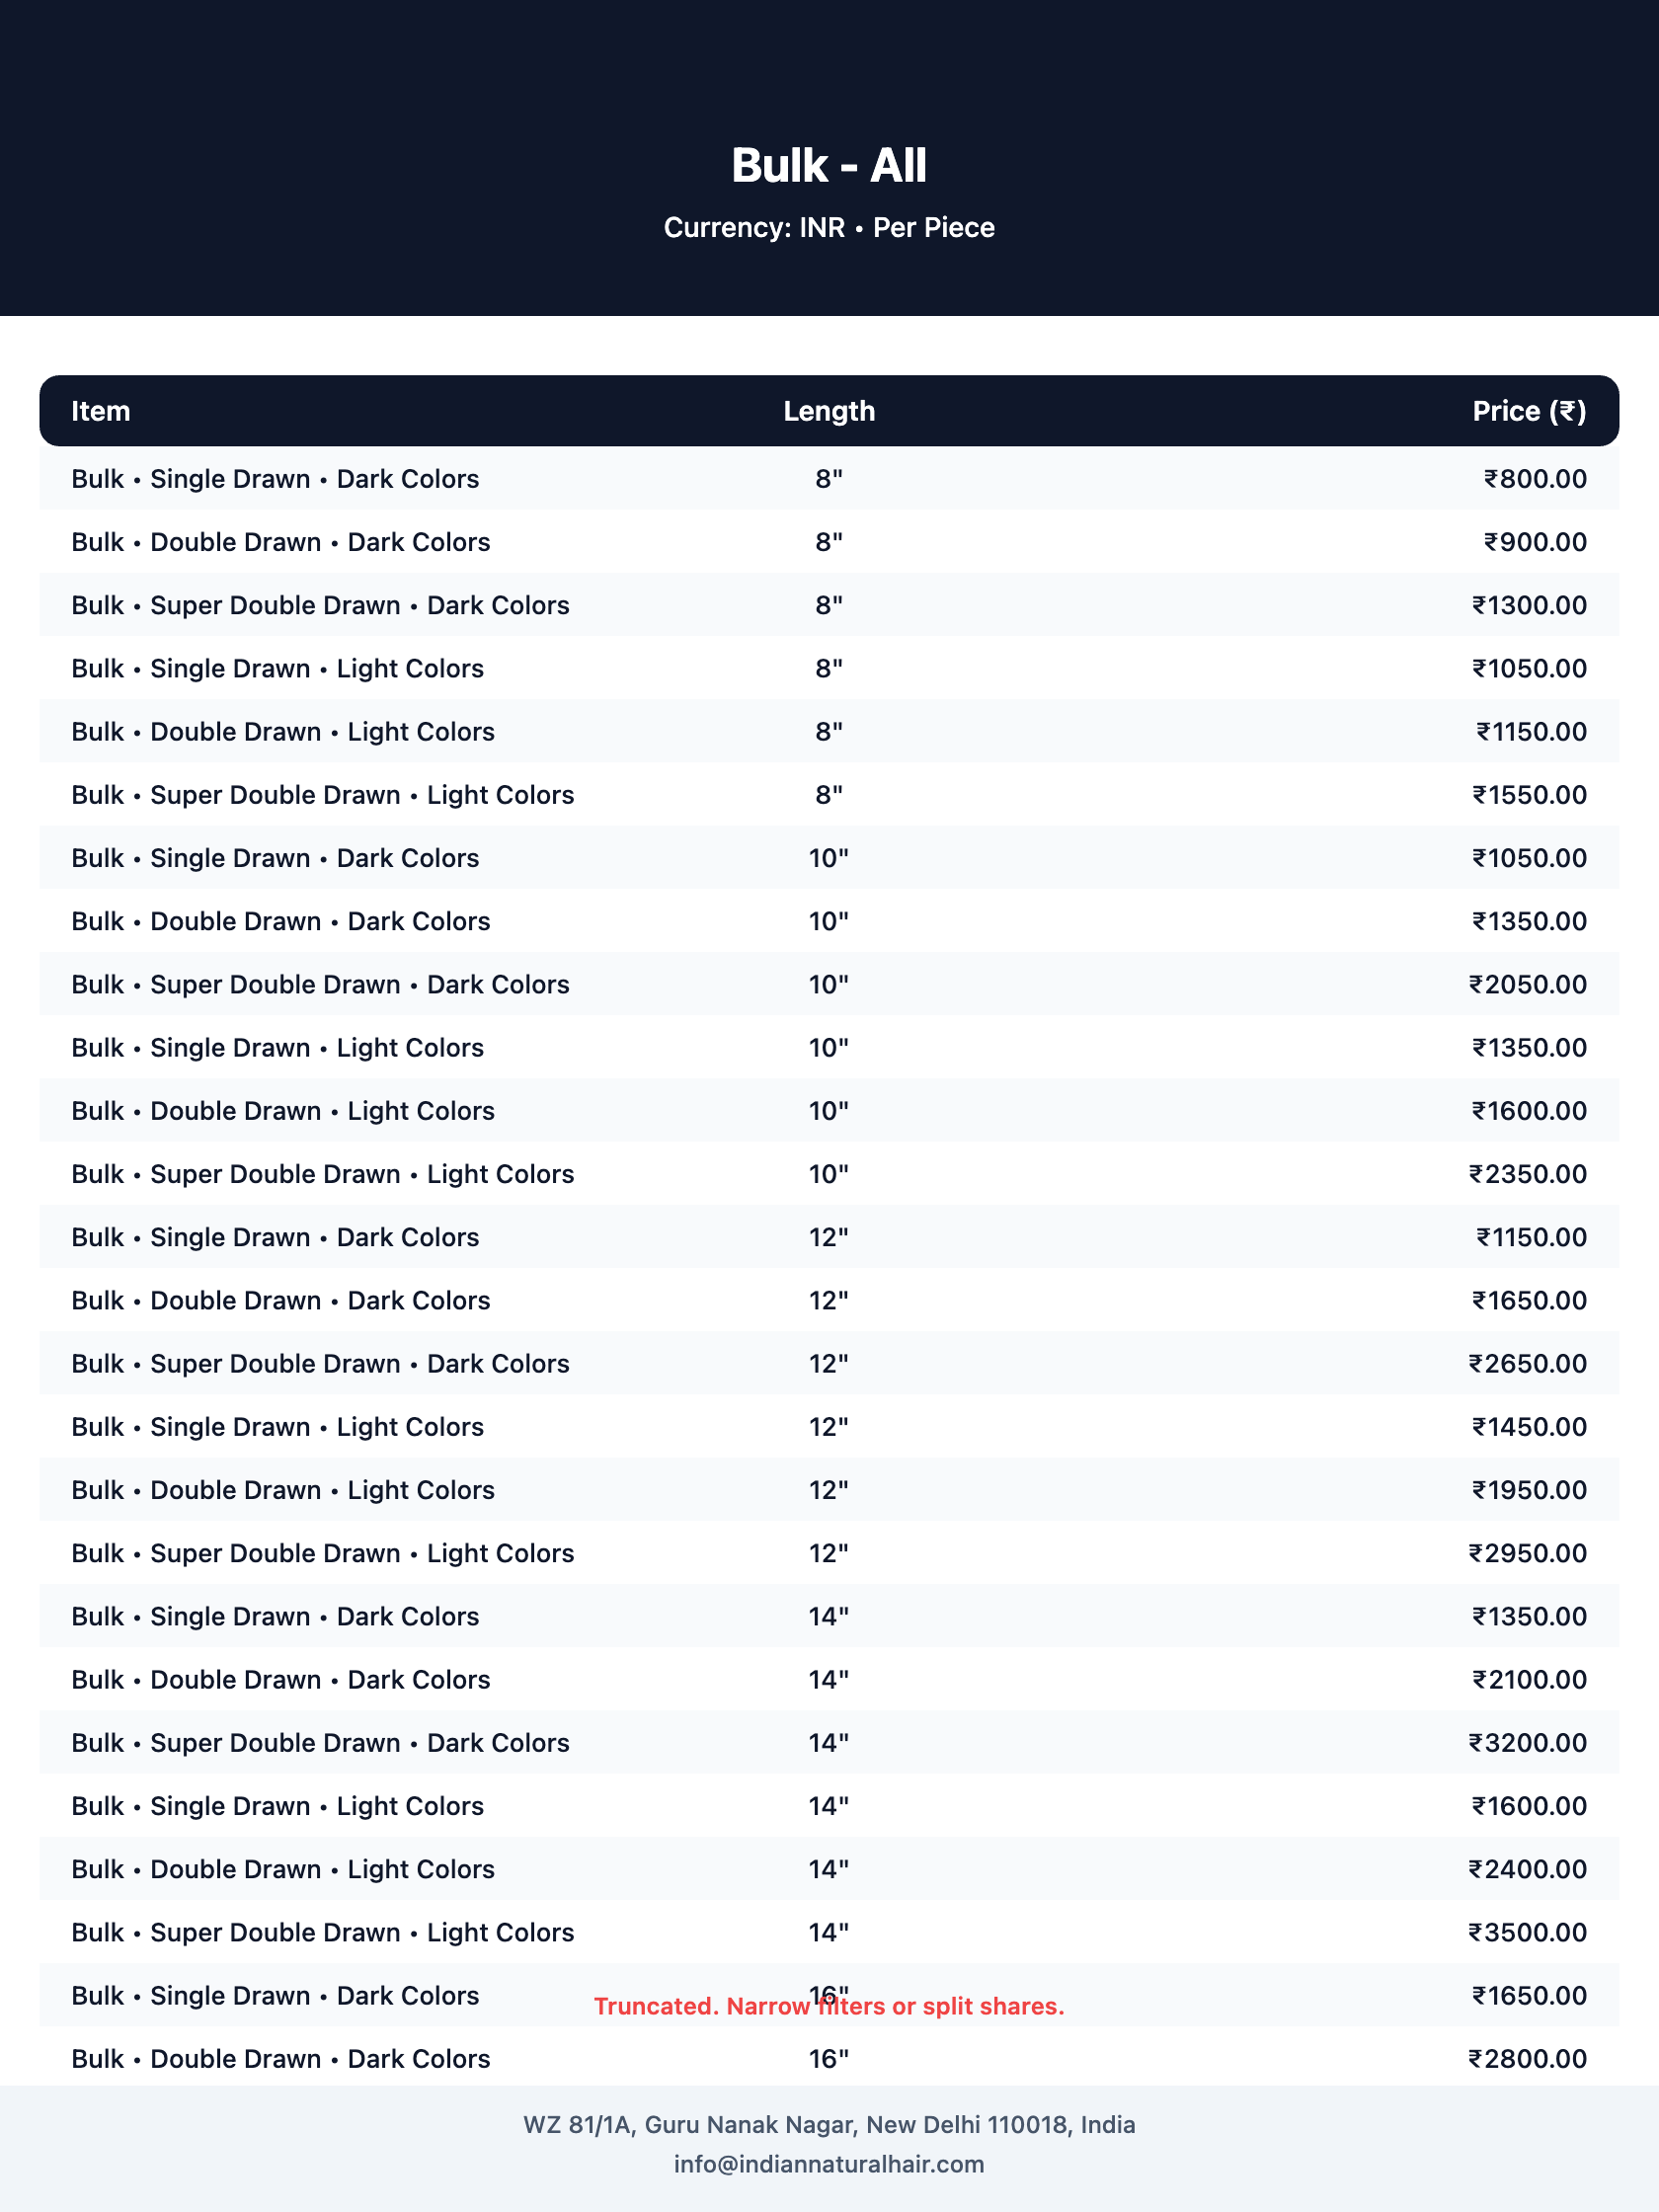 Bulk - All
Currency: INR • Per Piece
Item Length Price (₹)
Bulk • Single Drawn • Dark Colors 8" ₹800.00
Bulk • Double Drawn • Dark Colors 8" ₹900.00
Bulk • Super Double Drawn • Dark Colors 8" ₹1300.00
Bulk • Single Drawn • Light Colors 8" ₹1050.00
Bulk • Double Drawn • Light Colors 8" ₹1150.00
Bulk • Super Double Drawn • Light Colors 8" ₹1550.00
Bulk • Single Drawn • Dark Colors 10" ₹1050.00
Bulk • Double Drawn • Dark Colors 10" ₹1350.00
Bulk • Super Double Drawn • Dark Colors 10" ₹2050.00
Bulk • Single Drawn • Light Colors 10" ₹1350.00
Bulk • Double Drawn • Light Colors 10" ₹1600.00
Bulk • Super Double Drawn • Light Colors 10" ₹2350.00
Bulk • Single Drawn • Dark Colors 12" ₹1150.00
Bulk • Double Drawn • Dark Colors 12" ₹1650.00
Bulk • Super Double Drawn • Dark Colors 12" ₹2650.00
Bulk • Single Drawn • Light Colors 12" ₹1450.00
Bulk • Double Drawn • Light Colors 12" ₹1950.00
Bulk • Super Double Drawn • Light Colors 12" ₹2950.00
Bulk • Single Drawn • Dark Colors 14" ₹1350.00
Bulk • Double Drawn • Dark Colors 14" ₹2100.00
Bulk • Super Double Drawn • Dark Colors 14" ₹3200.00
Bulk • Single Drawn • Light Colors 14" ₹1600.00
Bulk • Double Drawn • Light Colors 14" ₹2400.00
Bulk • Super Double Drawn • Light Colors 14" ₹3500.00
Bulk • Single Drawn • Dark Colors 16" ₹1650.00
Truncated. Narrow filters or split shares.
Bulk • Double Drawn • Dark Colors 16" ₹2800.00
WZ 81/1A, Guru Nanak Nagar, New Delhi 110018, India
info@indiannaturalhair.com